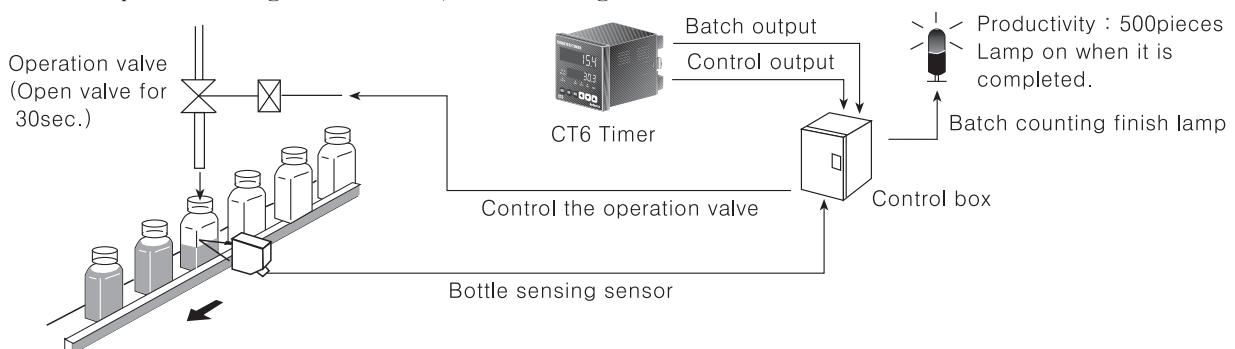 Batch output
Control output
Productivity : 500pieces
Lamp on when it is
completed.
Operation valve
(Open valve for
30sec.)
CT6 Timer
Batch counting finish lamp
Control box
Control the operation valve
Bottle sensing sensor